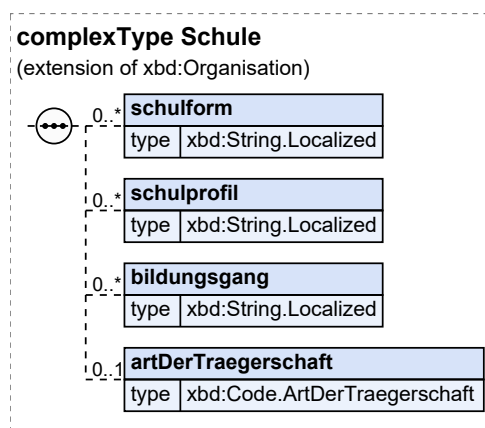 complexType Schule
(extension of xbd:Organisation)
0..* schulform
type xbd:String.Localized
0..* schulprofil
type xbd:String.Localized
0..* bildungsgang
type xbd:String.Localized
0..1 artDerTraegerschaft
type xbd:Code.ArtDerTraegerschaft